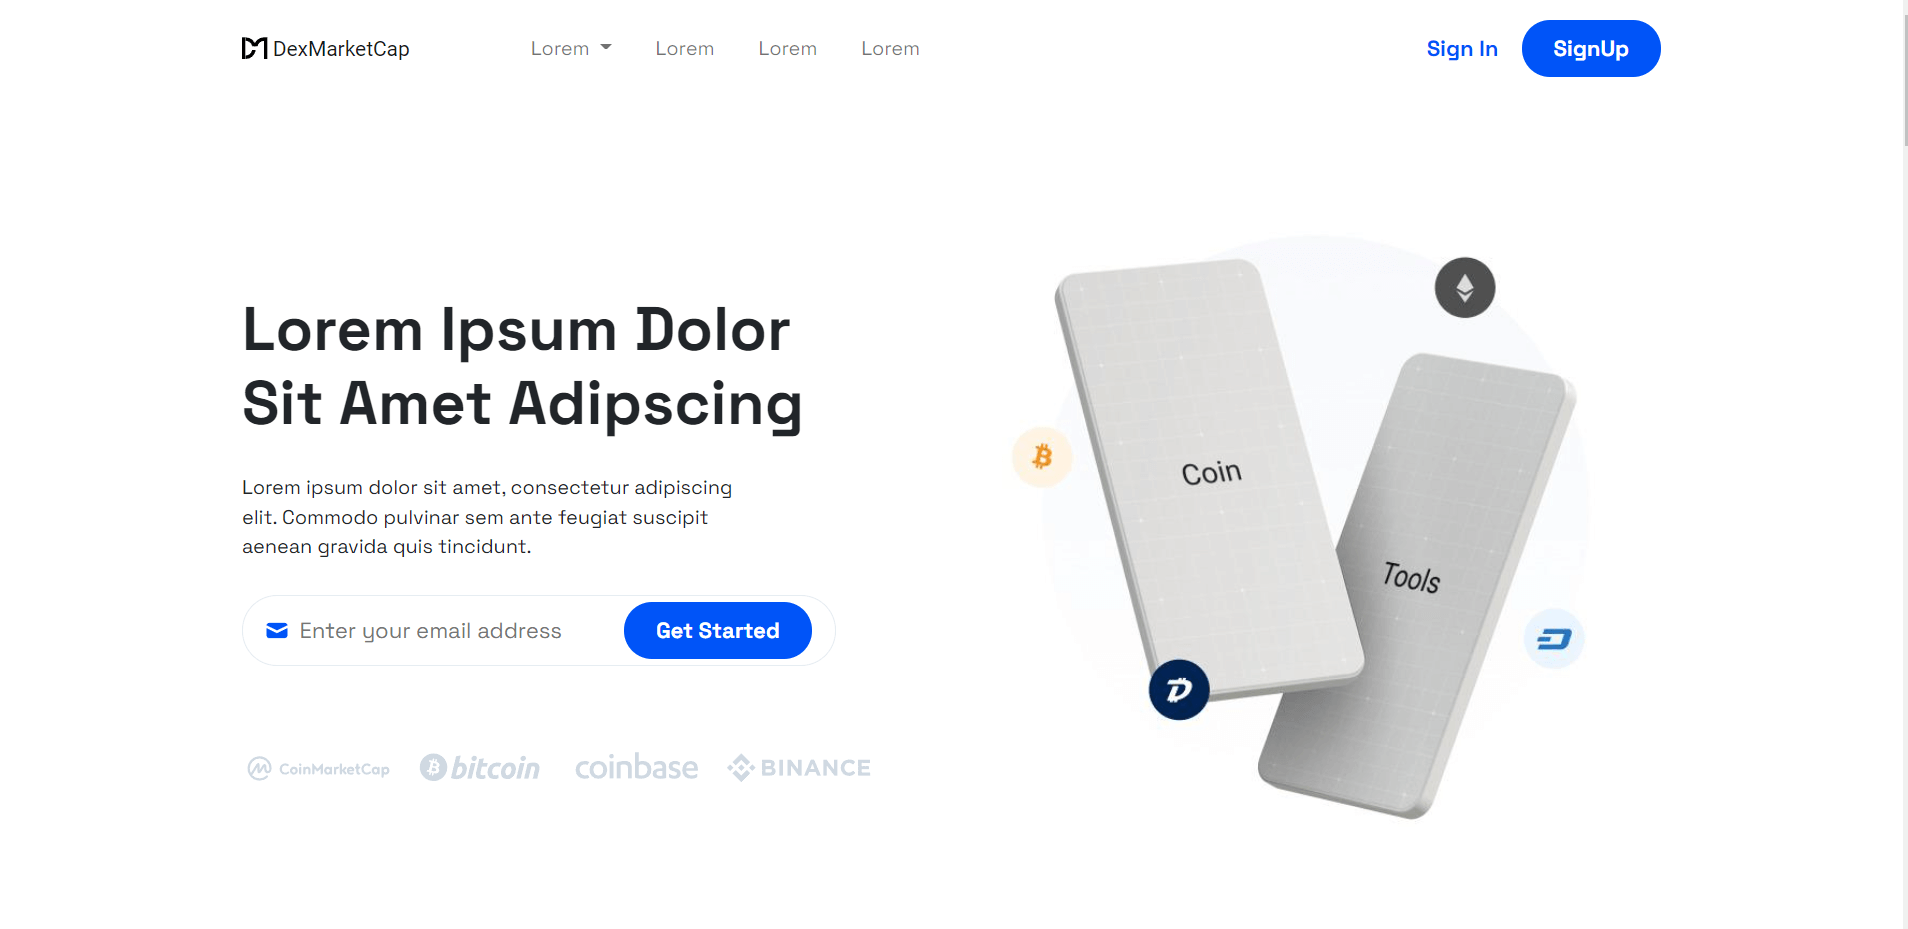 DexMarketCap
Lorem
Lorem
Lorem
Lorem
Sign In
SignUp
Lorem Ipsum Dolor
Sit Amet Adipscing
Lorem ipsum dolor sit amet, consectetur adipiscing
elit. Commodo pulvinar sem ante feugiat suscipit
aenean gravida quis tincidunt.
Enter your email address
Get Started
CoinMarketCap
bitcoin
coinbase
BINANCE
Coin
Tools